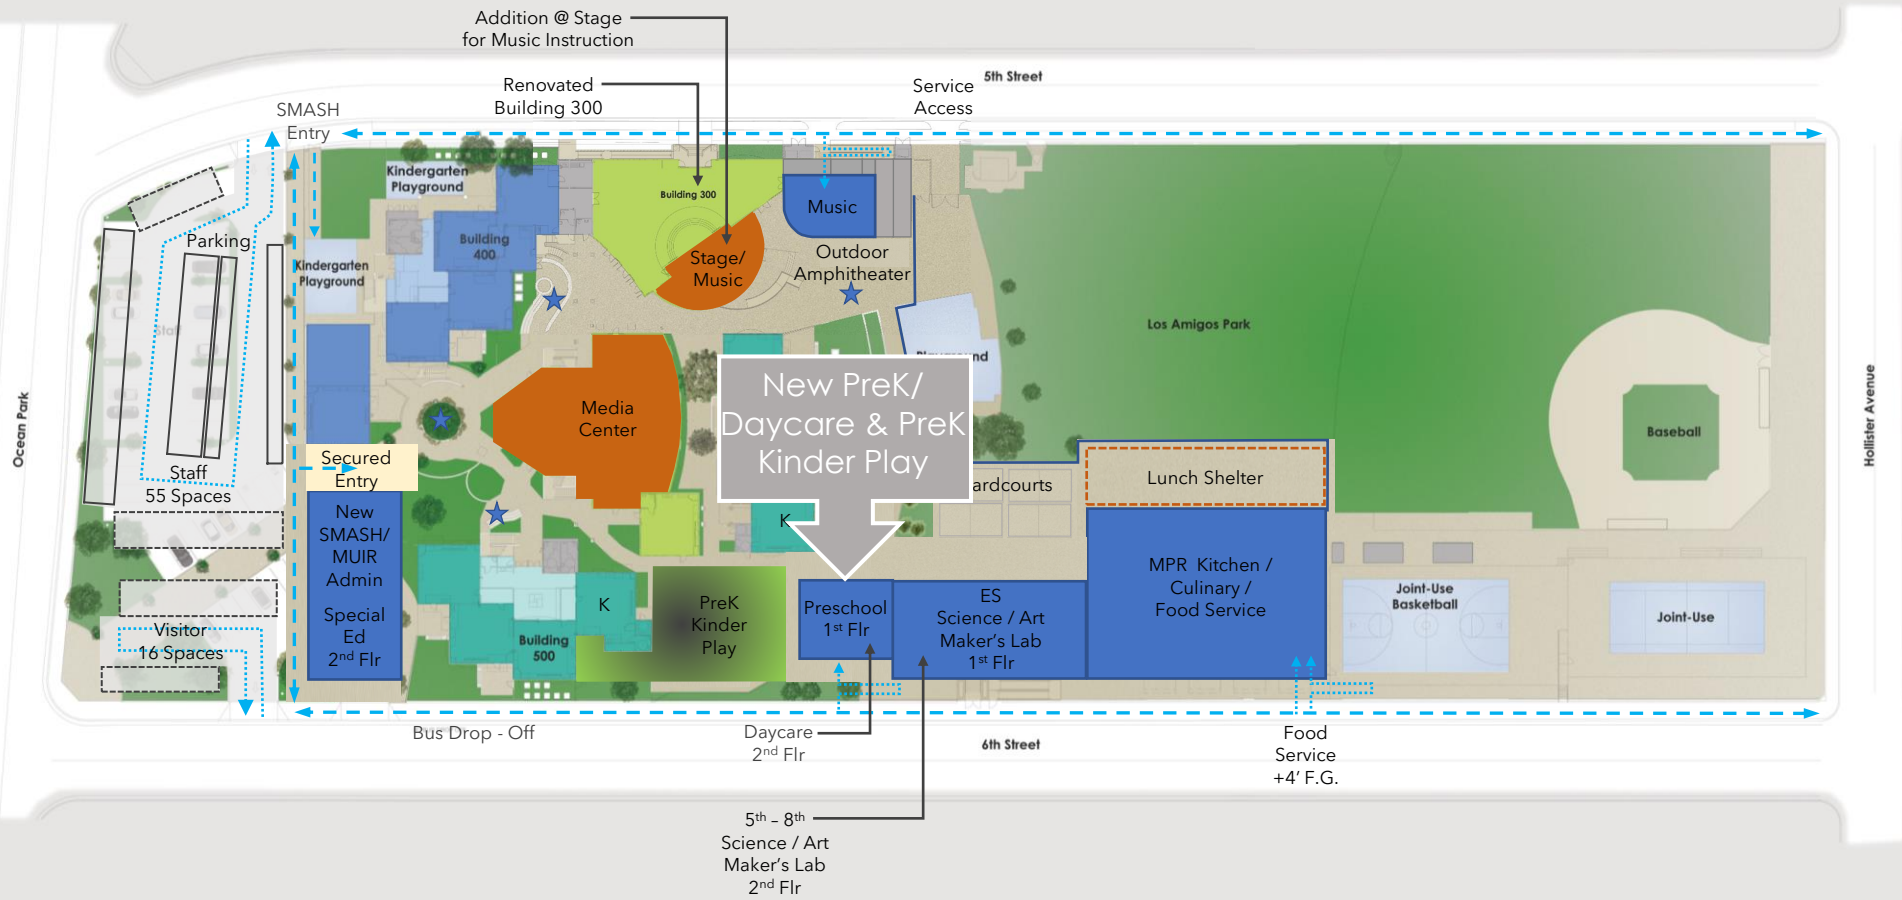 Addition @ Stage
for Music Instruction
Renovated
Building 300
Service
Access
5th Street
SMASH
Entry
Kindergarten
Playground
Building 300
Music
Parking
Building
400
Kindergarten
Playground
Stage/
Music
Outdoor
Amphitheater
Staff
Los Amigos Park
nd
New PreK/
Daycare & PreK
Kinder Play
Media
Center
Ocean Park
Hollister Avenue
Baseball
Secured
Entry
Staff
55 Spaces
ardcourts
Lunch Shelter
New
SMASH/
MUIR
Admin
Special
Ed
2nd Flr
K
MPR Kitchen /
Culinary /
Food Service
Joint-Use
Basketball
Joint-Use
K
PreK
Kinder
Play
Preschool
1st Flr
ES
Science / Art
Maker's Lab
1st Flr
Building
500
Visitor
16 Spaces
Bus Drop - Off
Daycare
2nd Flr
6th Street
Food
Service
+4' F.G.
5th – 8th
Science / Art
Maker's Lab
2nd Flr